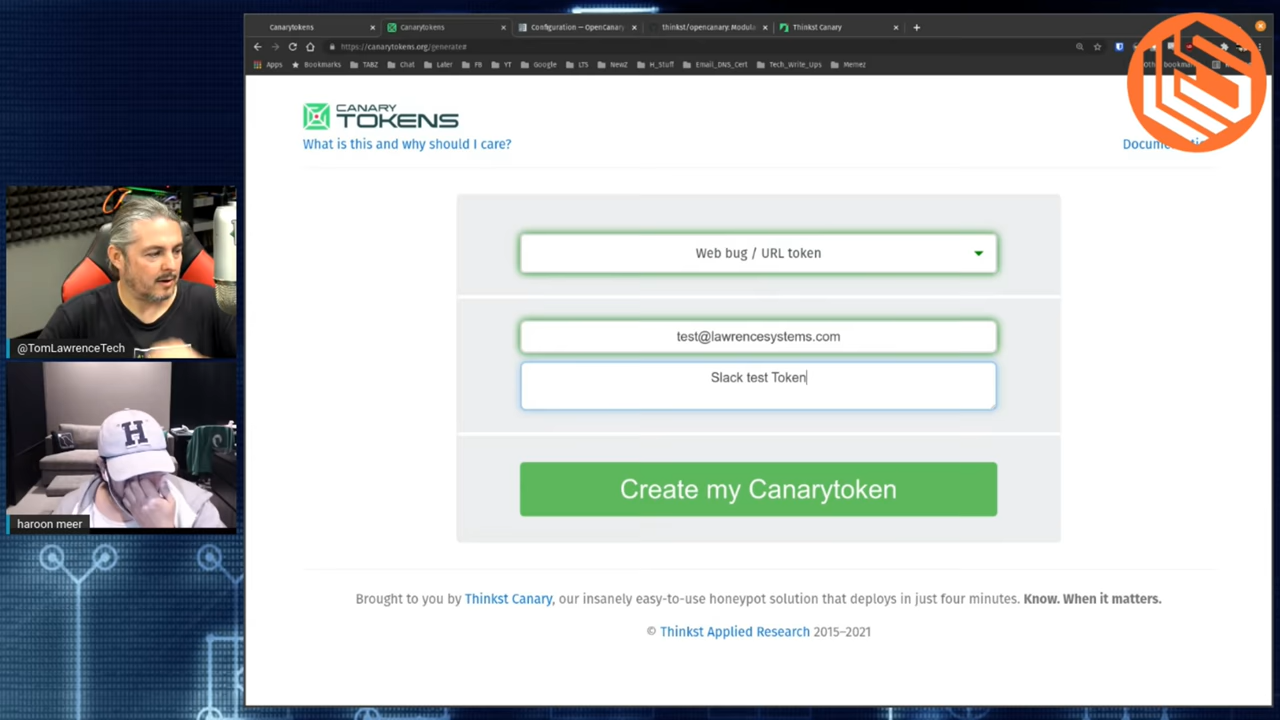 Canarytokens
Canarytokens
Configuration — OpenCanary
thinkst/opencanary: Modula
Thinkst Canary
https://canarytokens.org/generate#
Apps
Bookmarks
TABZ
Chat
Later
FB
YT
Google
LTS
NewZ
H_Stuff
Email_DNS_Cert
Tech_Write_Ups
Memez
CANARY
TOKENS
What is this and why should I care?
Docume
Web bug / URL token
test@lawrencesystems.com
Slack test Token
Create my Canarytoken
@TomLawrenceTech
H
haroon meer
Brought to you by Thinkst Canary, our insanely easy-to-use honeypot solution that deploys in just four minutes. Know. When it matters.
© Thinkst Applied Research 2015–2021